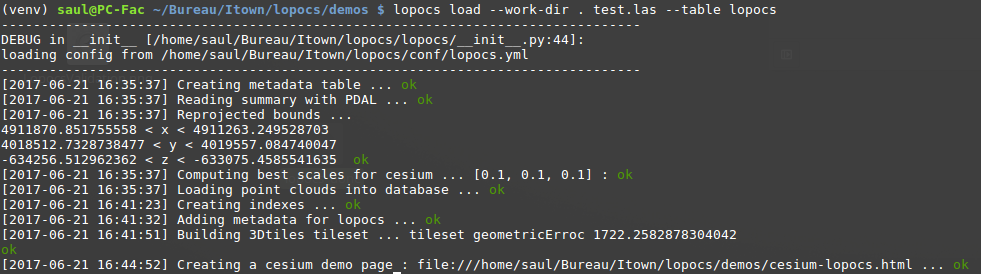 (venv) saul@PC-Fac ~/Bureau/Itown/lopocs/demos $ lopocs load --work-dir . test.las --table lopocs
--------------------------------------------------------------------------------
DEBUG in __init__ [/home/saul/Bureau/Itown/lopocs/lopocs/__init__.py:44]:
loading config from /home/saul/Bureau/Itown/lopocs/conf/lopocs.yml
--------------------------------------------------------------------------------
[2017-06-21 16:35:37] Creating metadata table ... ok
[2017-06-21 16:35:37] Reading summary with PDAL ... ok
[2017-06-21 16:35:37] Reprojected bounds ...
4911870.851755558 < x < 4911263.249528703
4018512.7328738477 < y < 4019557.084740047
-634256.512962362 < z < -633075.4585541635  ok
[2017-06-21 16:35:37] Computing best scales for cesium ... [0.1, 0.1, 0.1] : ok
[2017-06-21 16:35:37] Loading point clouds into database ... ok
[2017-06-21 16:41:23] Creating indexes ... ok
[2017-06-21 16:41:32] Adding metadata for lopocs ... ok
[2017-06-21 16:41:51] Building 3Dtiles tileset ... tileset geometricErroc 1722.2582878304042
ok
[2017-06-21 16:44:52] Creating a cesium demo page : file:///home/saul/Bureau/Itown/lopocs/demos/cesium-lopocs.html ... ok